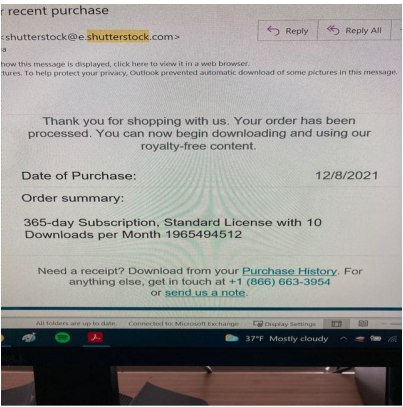 r recent purchase
shutterstock@e.shutterstock.com>
Reply
Reply All
a
how this message is displayed, click here to view it in a web browser.
tures. To help protect your privacy, Outlook prevented automatic download of some pictures in this message.
Thank you for shopping with us. Your order has been
processed. You can now begin downloading and using our
royalty-free content.
Date of Purchase: 12/8/2021
Order summary:
365-day Subscription, Standard License with 10
Downloads per Month 1965494512
Need a receipt? Download from your Purchase History. For
anything else, get in touch at +1 (866) 663-3954
or send us a note.
All folders are up to date. Connected to: Microsoft Exchange Display Settings
37°F Mostly cloudy